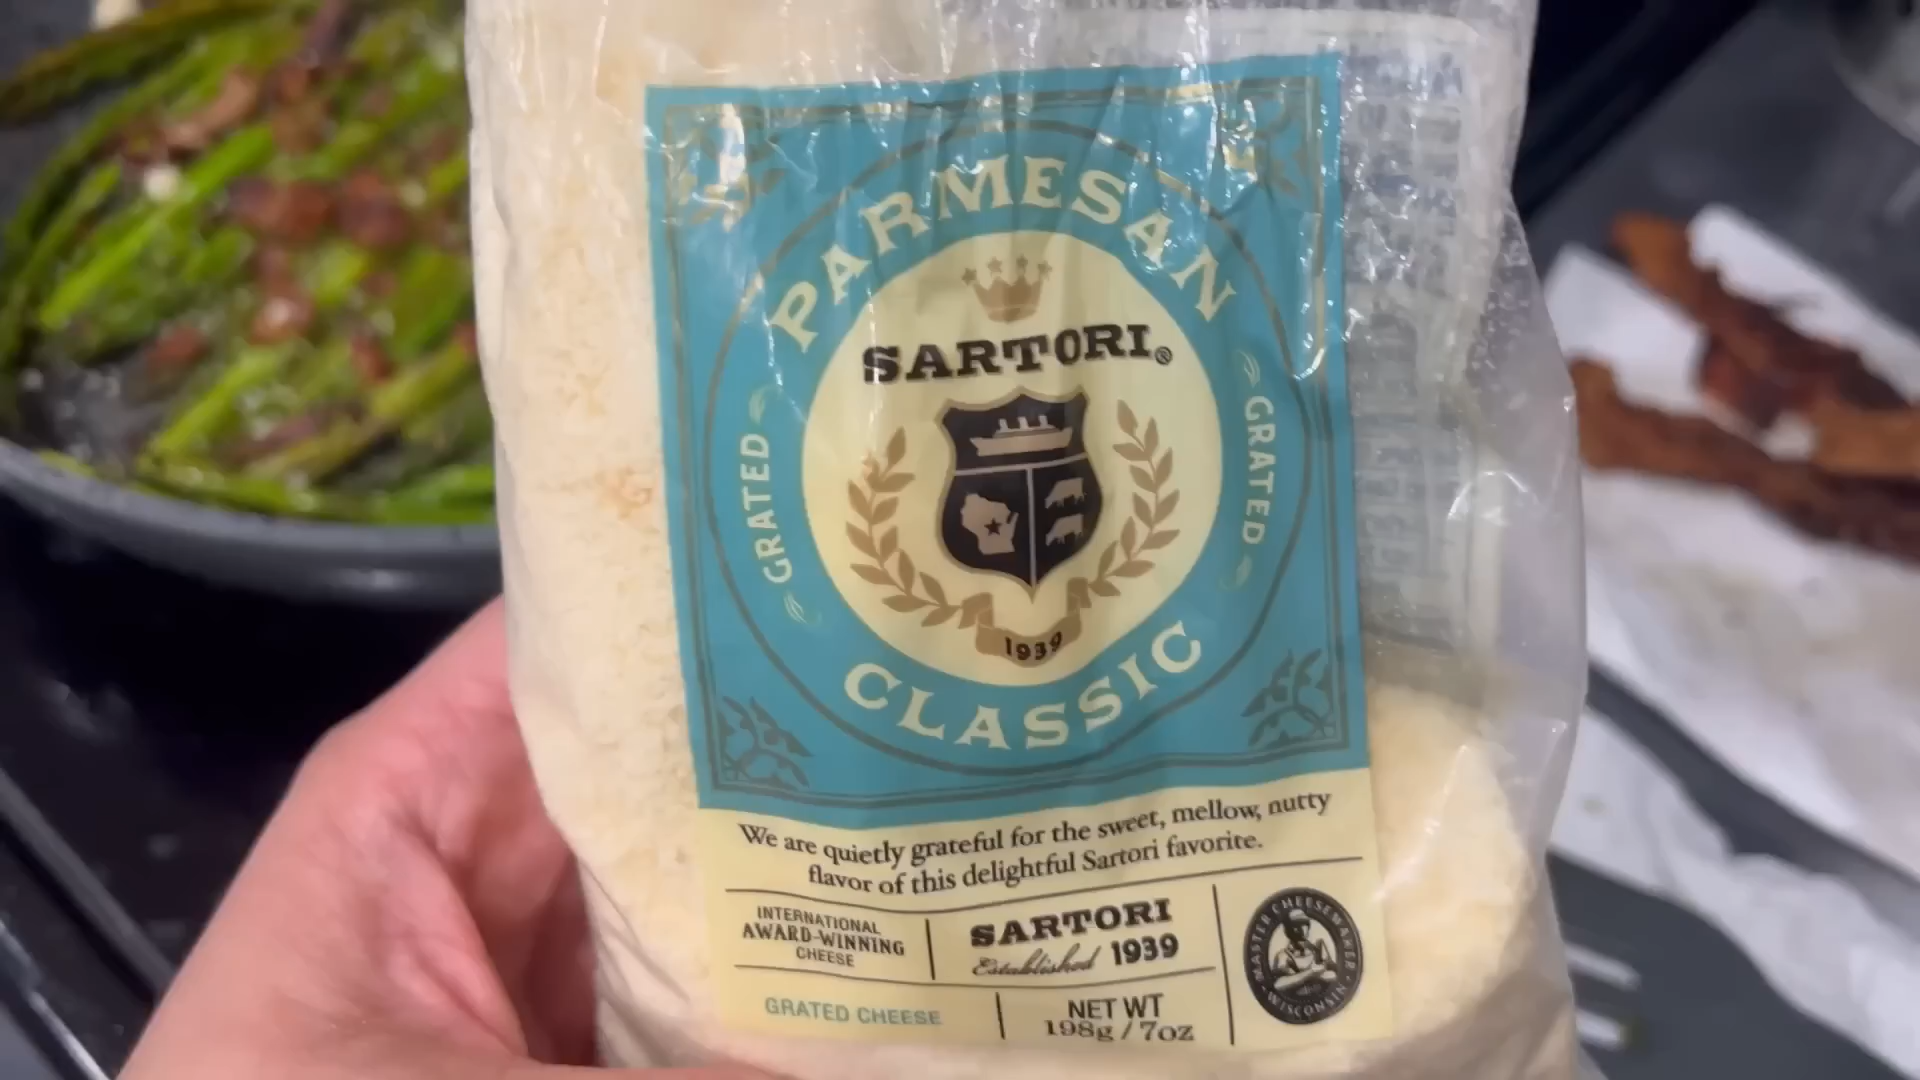 PARMESAN
SARTORI®
GRATED
GRATED
1939
CLASSIC
We are quietly grateful for the sweet, mellow, nutty
flavor of this delightful Sartori favorite.
INTERNATIONAL
AWARD-WINNING
CHEESE
SARTORI
Established 1939
MASTER CHEESEMAKER
WISCONSIN
GRATED CHEESE
NET WT
198g / 7oz